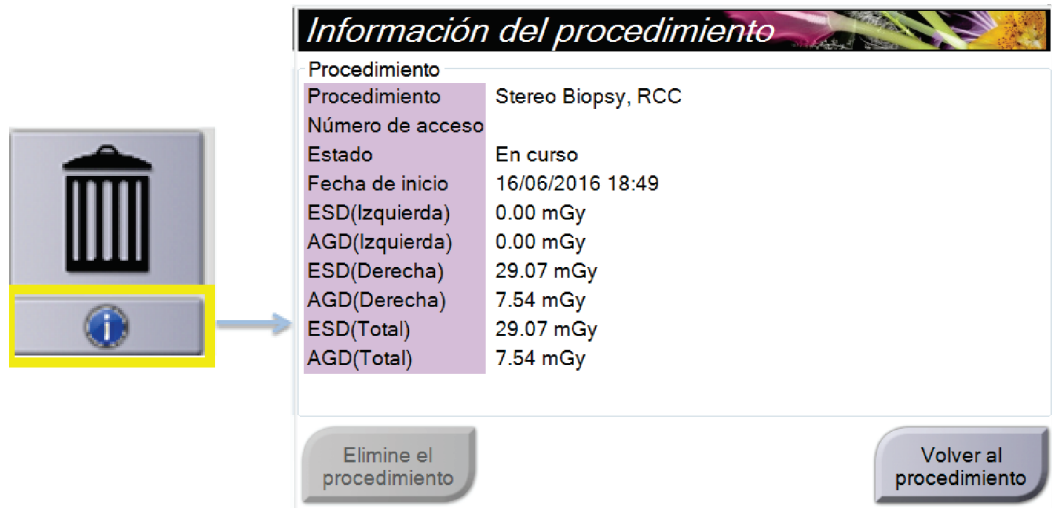 Información del procedimiento
Procedimiento
Procedimiento Stereo Biopsy, RCC
Número de acceso
Estado En curso
Fecha de inicio 16/06/2016 18:49
ESD(Izquierda) 0.00 mGy
AGD(Izquierda) 0.00 mGy
ESD(Derecha) 29.07 mGy
AGD(Derecha) 7.54 mGy
ESD(Total) 29.07 mGy
AGD(Total) 7.54 mGy
Elimine el
procedimiento
Volver al
procedimiento